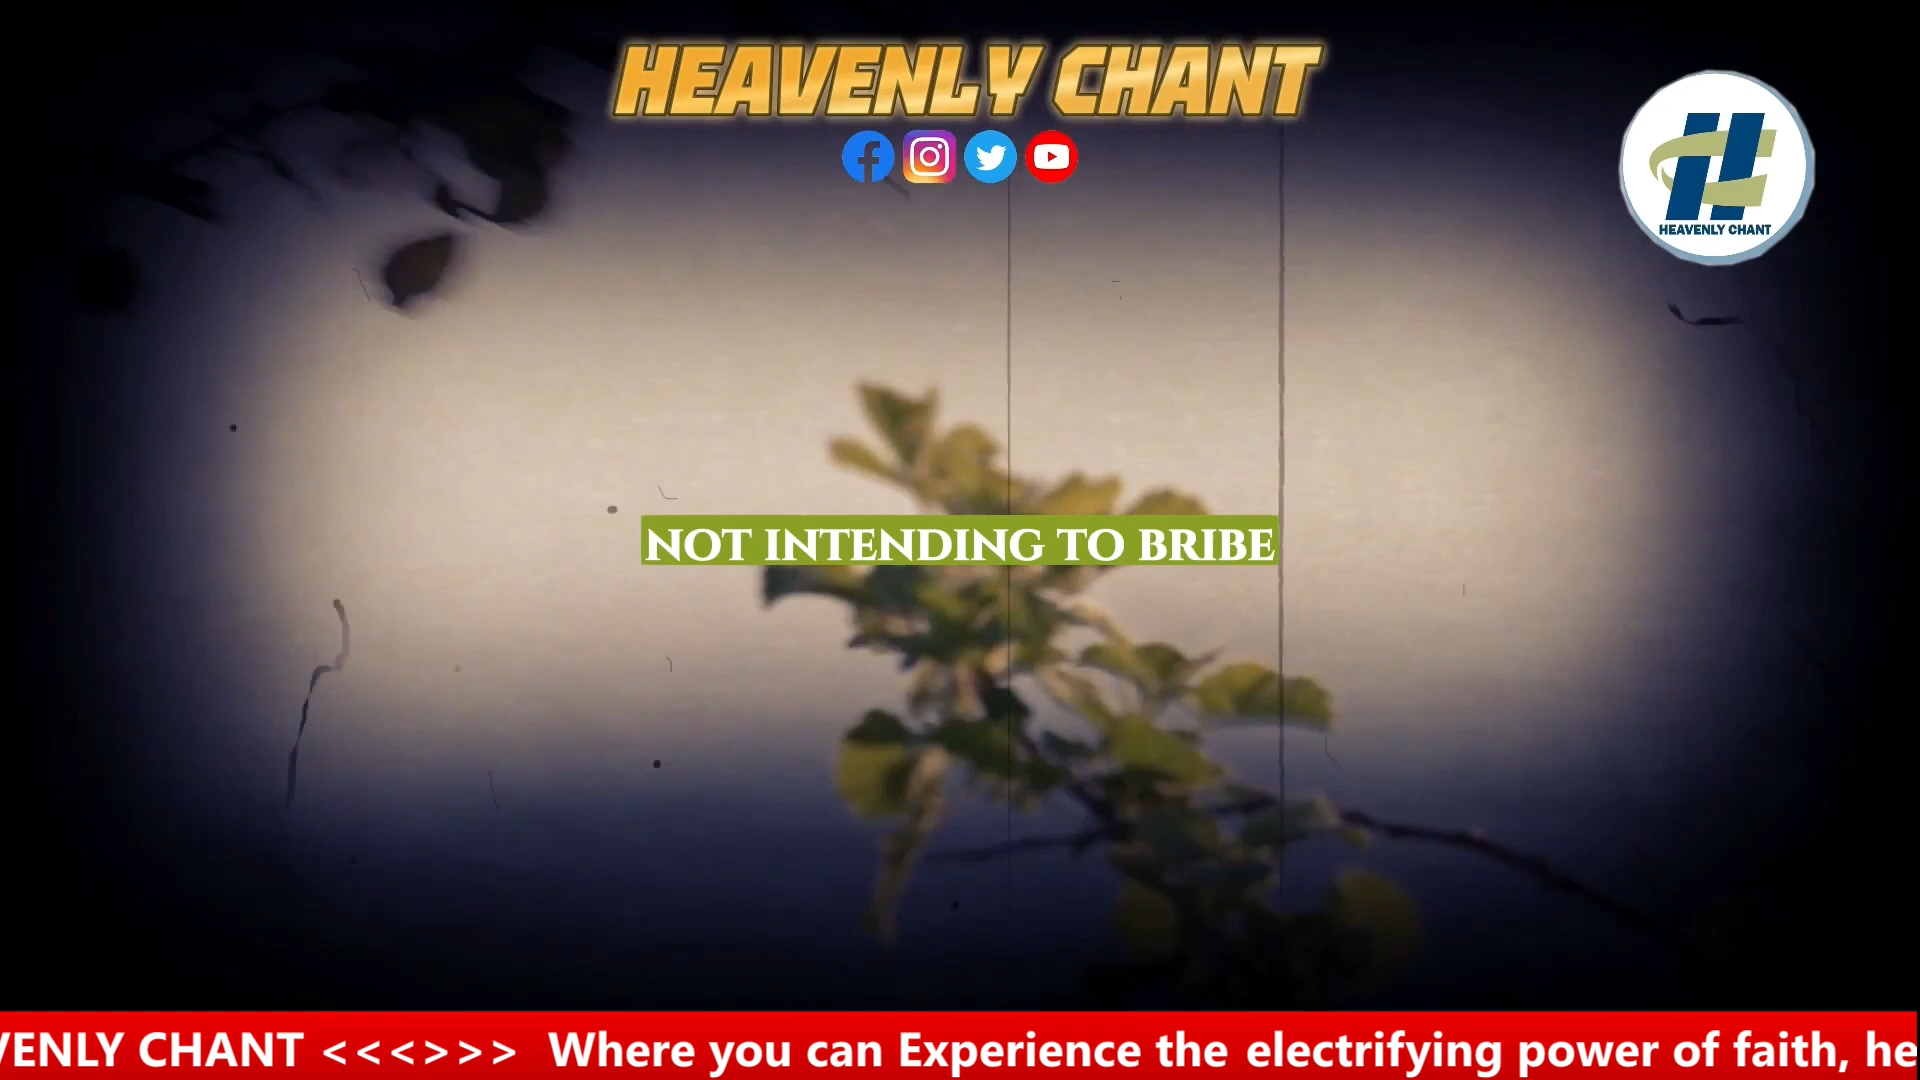 HEAVENLY CHANT
HEAVENLY CHANT
NOT INTENDING TO BRIBE
VENLY CHANT <<<>>> Where you can Experience the electrifying power of faith, he